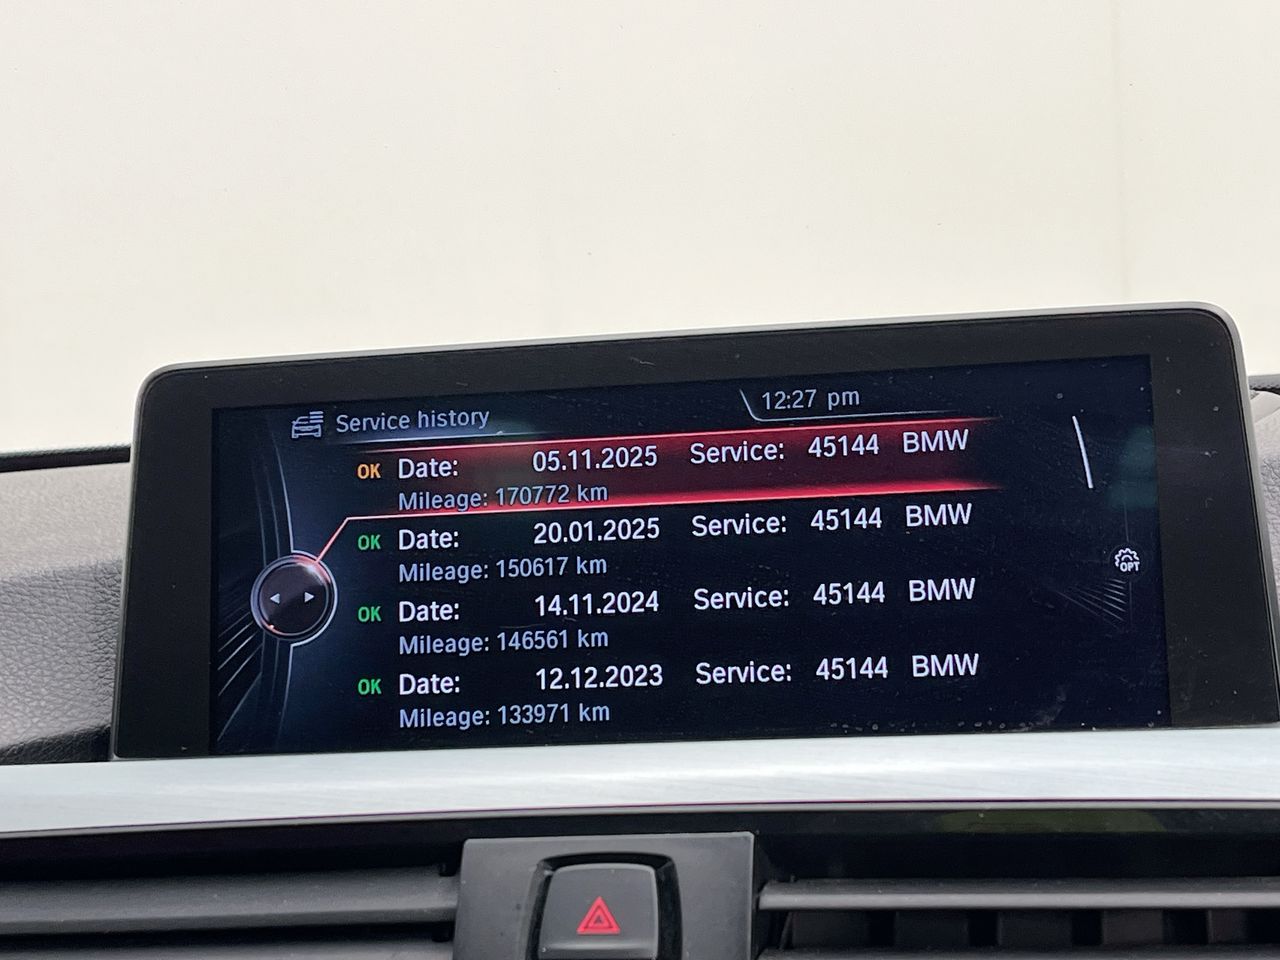 Service history
12:27 pm
OK Date: 05.11.2025 Service: 45144 BMW
Mileage: 170772 km
OK Date: 20.01.2025 Service: 45144 BMW
Mileage: 150617 km
OK Date: 14.11.2024 Service: 45144 BMW
Mileage: 146561 km
OK Date: 12.12.2023 Service: 45144 BMW
Mileage: 133971 km
OPT